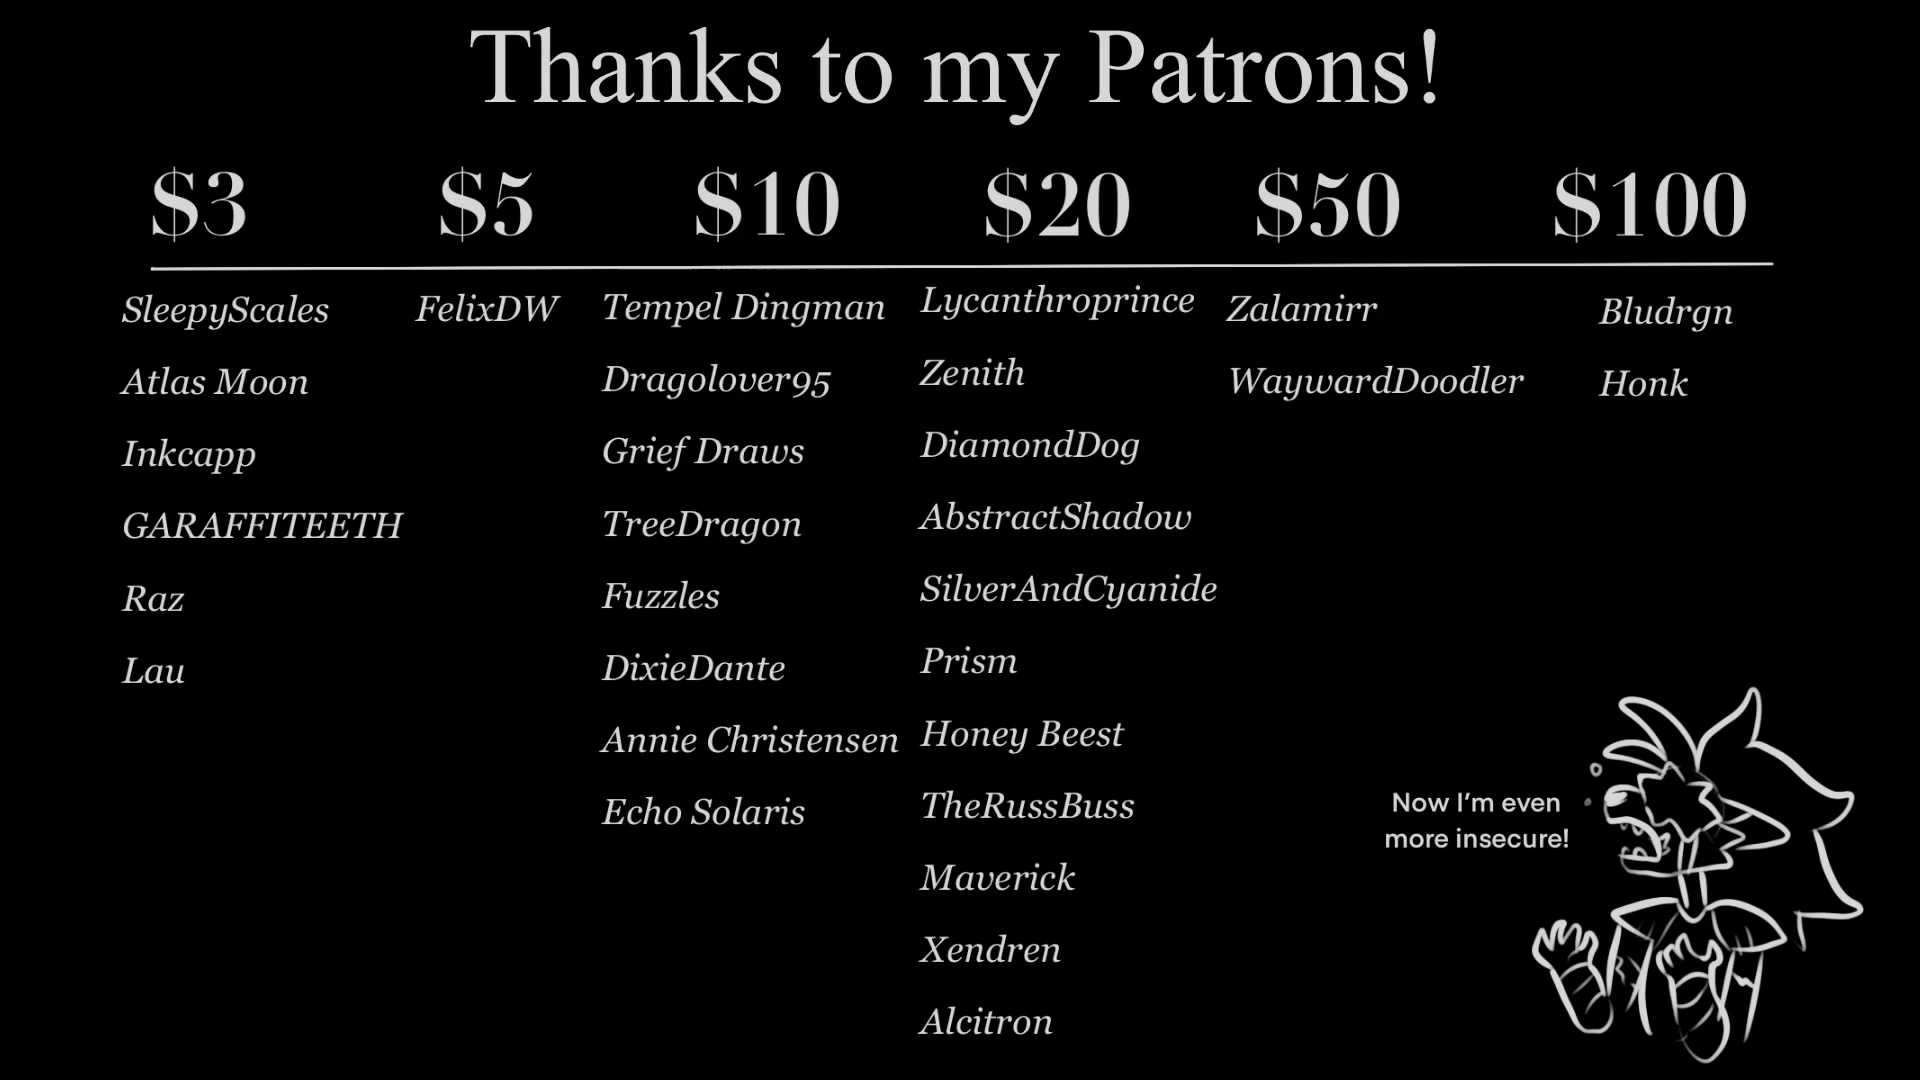 Thanks to my Patrons!
$3
$5
$10
$20
$50
$100
SleepyScales
Atlas Moon
Inkcapp
GARAFFITEETH
Raz
Lau
FelixDW
Tempel Dingman
Dragolover95
Grief Draws
TreeDragon
Fuzzles
DixieDante
Annie Christensen
Echo Solaris
Lycanthroprince
Zenith
DiamondDog
AbstractShadow
SilverAndCyanide
Prism
Honey Beest
TheRussBuss
Maverick
Xendren
Alcitron
Zalamirr
WaywardDoodler
Bludrgn
Honk
Now I'm even
more insecure!